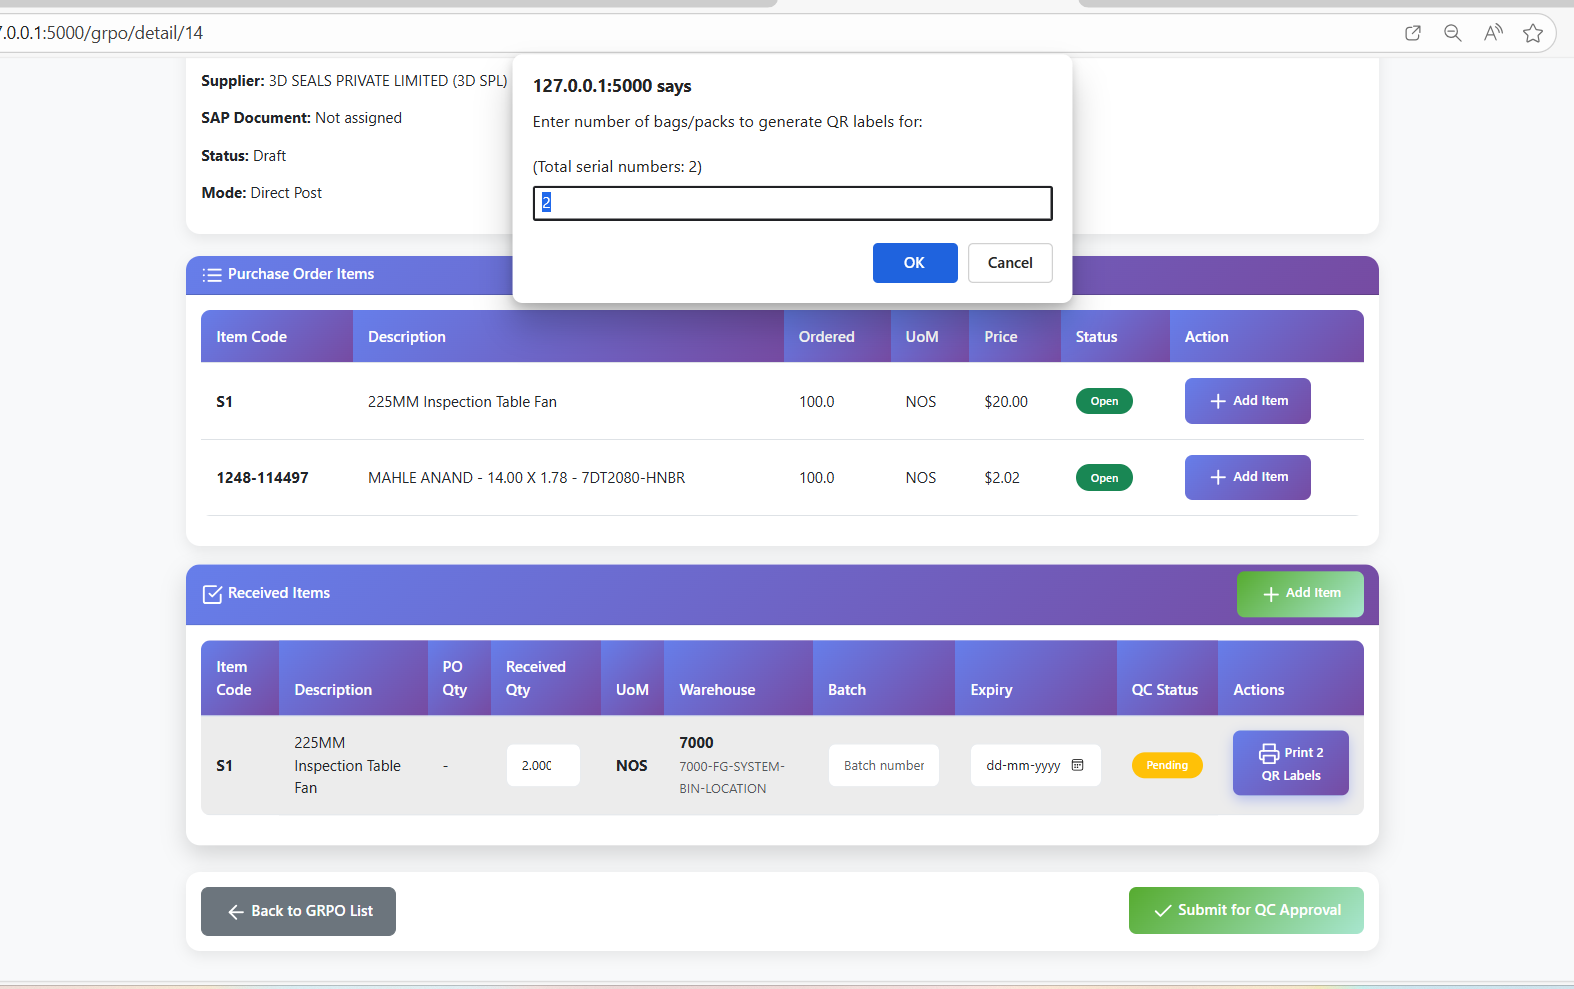 7.0.0.1:5000/grpo/detail/14
127.0.0.1:5000 says
Enter number of bags/packs to generate QR labels for:
(Total serial numbers: 2)
2
OK Cancel
Supplier: 3D SEALS PRIVATE LIMITED (3D SPL)
SAP Document: Not assigned
Status: Draft
Mode: Direct Post
Purchase Order Items
Item Code Description Ordered UoM Price Status Action
S1 225MM Inspection Table Fan 100.0 NOS $20.00 Open Add Item
1248-114497 MAHLE ANAND - 14.00 X 1.78 - 7DT2080-HNBR 100.0 NOS $2.02 Open Add Item
Received Items Add Item
Item Code Description PO Qty Received Qty UoM Warehouse Batch Expiry QC Status Actions
S1 225MM Inspection Table Fan - 2.000 NOS 7000 7000-FG-SYSTEM-BIN-LOCATION Batch number dd-mm-yyyy Pending Print 2 QR Labels
Back to GRPO List Submit for QC Approval